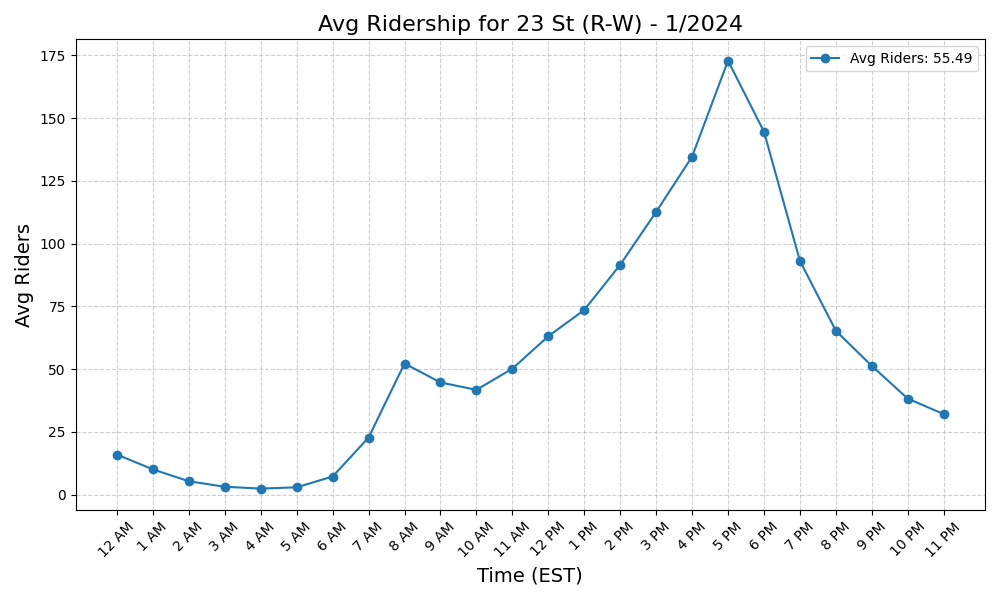 Avg Ridership for 23 St (R-W) - 1/2024
Avg Riders: 55.49
Avg Riders
175
150
125
100
75
50
25
0
12 AM
1 AM
2 AM
3 AM
4 AM
5 AM
6 AM
7 AM
8 AM
9 AM
10 AM
11 AM
12 PM
1 PM
2 PM
3 PM
4 PM
5 PM
6 PM
7 PM
8 PM
9 PM
10 PM
11 PM
Time (EST)